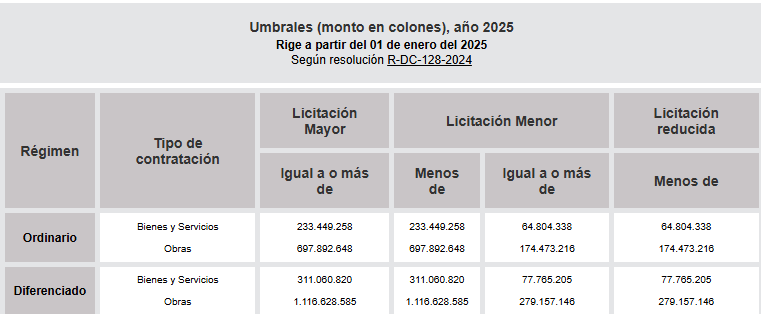 Umbrales (monto en colones), año 2025
Rige a partir del 01 de enero del 2025
Según resolución R-DC-128-2024
Régimen
Tipo de
contratación
Licitación
Mayor
Licitación Menor
Licitación
reducida
Igual a o más
de
Menos
de
Igual a o más
de
Menos de
Ordinario
Bienes y Servicios 233.449.258 233.449.258 64.804.338 64.804.338
Obras 697.892.648 697.892.648 174.473.216 174.473.216
Diferenciado
Bienes y Servicios 311.060.820 311.060.820 77.765.205 77.765.205
Obras 1.116.628.585 1.116.628.585 279.157.146 279.157.146